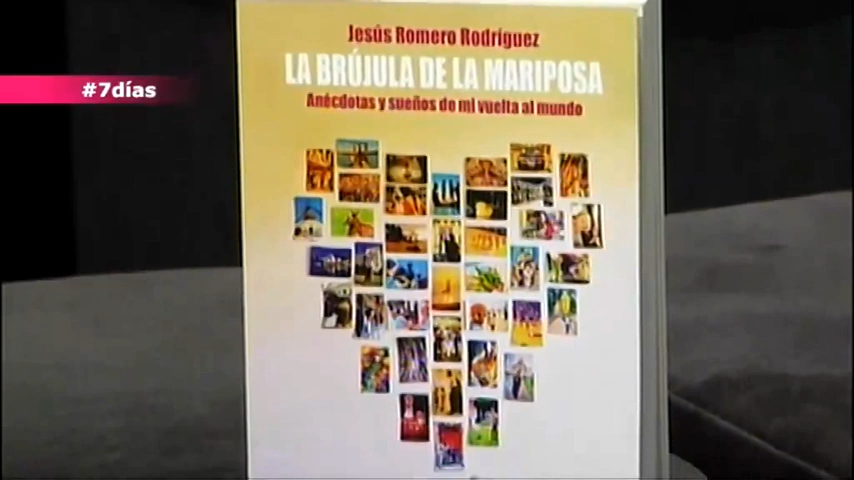 Jesús Romero Rodríguez
LA BRÚJULA DE LA MARIPOSA
Anécdotas y sueños de mi vuelta al mundo
#7días